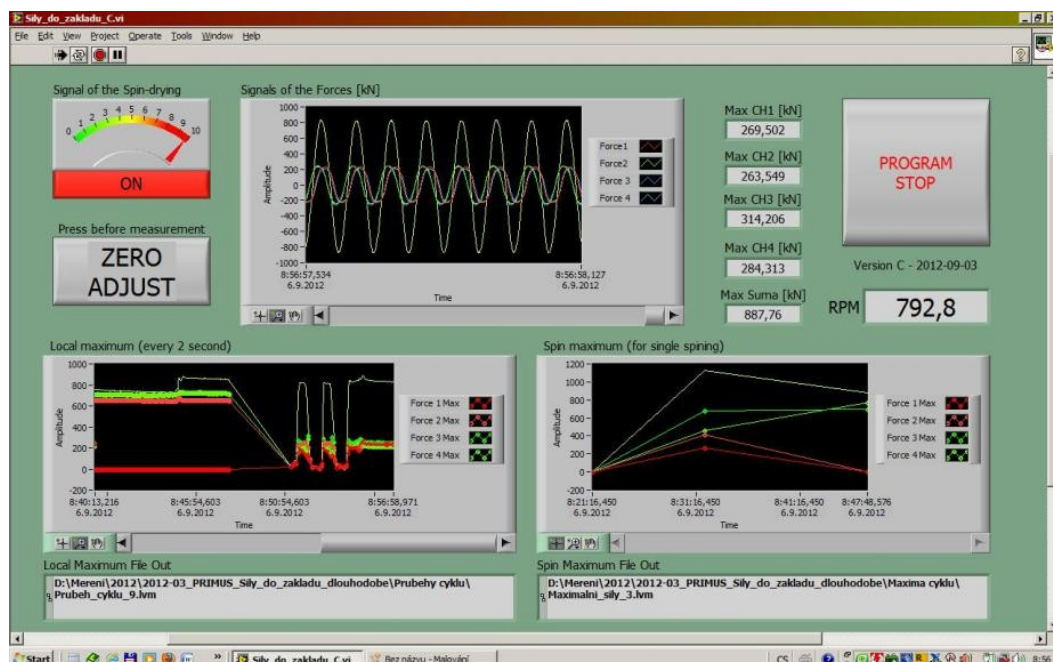 Sily_do_zakladu_C.vi
File Edit View Project Operate Tools Window Help
Signal of the Spin-drying
0 1 2 3 4 5 6 7 8 9 10
ON
Press before measurement
ZERO
ADJUST
Signals of the Forces [kN]
1000
800
600
400
200
0
-200
-400
-600
-800
-1000
Amplitude
8:56:57,534
6.9.2012
8:56:58,127
6.9.2012
Time
Force1
Force2
Force 3
Force 4
Max CH1 [kN]
269,502
Max CH2 [kN]
263,549
Max CH3 [kN]
314,206
Max CH4 [kN]
284,313
Max Suma [kN]
887,76
PROGRAM
STOP
Version C - 2012-09-03
RPM 792,8
Local maximum (every 2 second)
1000
800
600
400
200
0
-200
Amplitude
8:40:13,216 8:45:54,603 8:50:54,603 8:56:58,971
6.9.2012 6.9.2012 6.9.2012 6.9.2012
Time
Force 1 Max
Force 2 Max
Force 3 Max
Force 4 Max
Spin maximum (for single spining)
1200
1000
800
600
400
200
0
-200
Amplitude
8:21:16,450 8:31:16,450 8:41:16,450 8:47:48,576
6.9.2012 6.9.2012 6.9.2012 6.9.2012
Time
Force 1 Max
Force 2 Max
Force 3 Max
Force 4 Max
Local Maximum File Out
D:\Mereni\2012\2012-03_PRIMUS_Sily_do_zakladu_dlouhodobe\Prubehy cyklu\
Prubeh_cyklu_9.lvm
Spin Maximum File Out
D:\Mereni\2012\2012-03_PRIMUS_Sily_do_zakladu_dlouhodobe\Maxima cyklu\
Maximalni_sily_3.lvm
Start » Sily_do_zakladu_C.vi Bez názvu - Malování CS 8:56